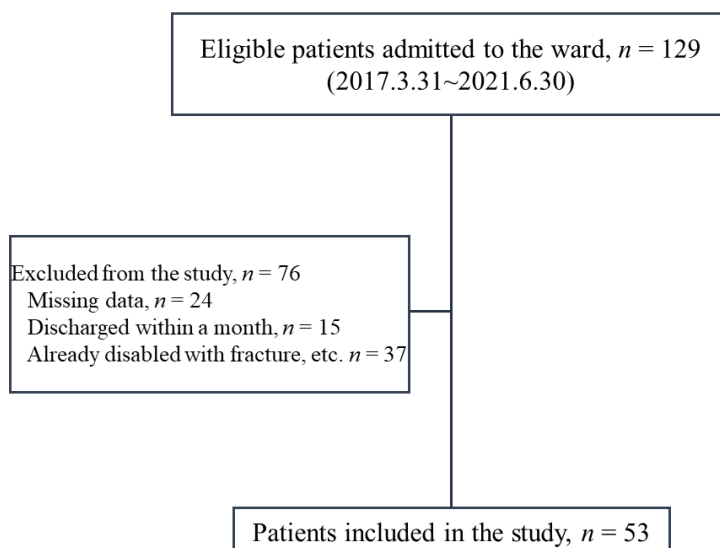 Eligible patients admitted to the ward, n = 129
(2017.3.31~2021.6.30)
Excluded from the study, n = 76
Missing data, n = 24
Discharged within a month, n = 15
Already disabled with fracture, etc. n = 37
Patients included in the study, n = 53